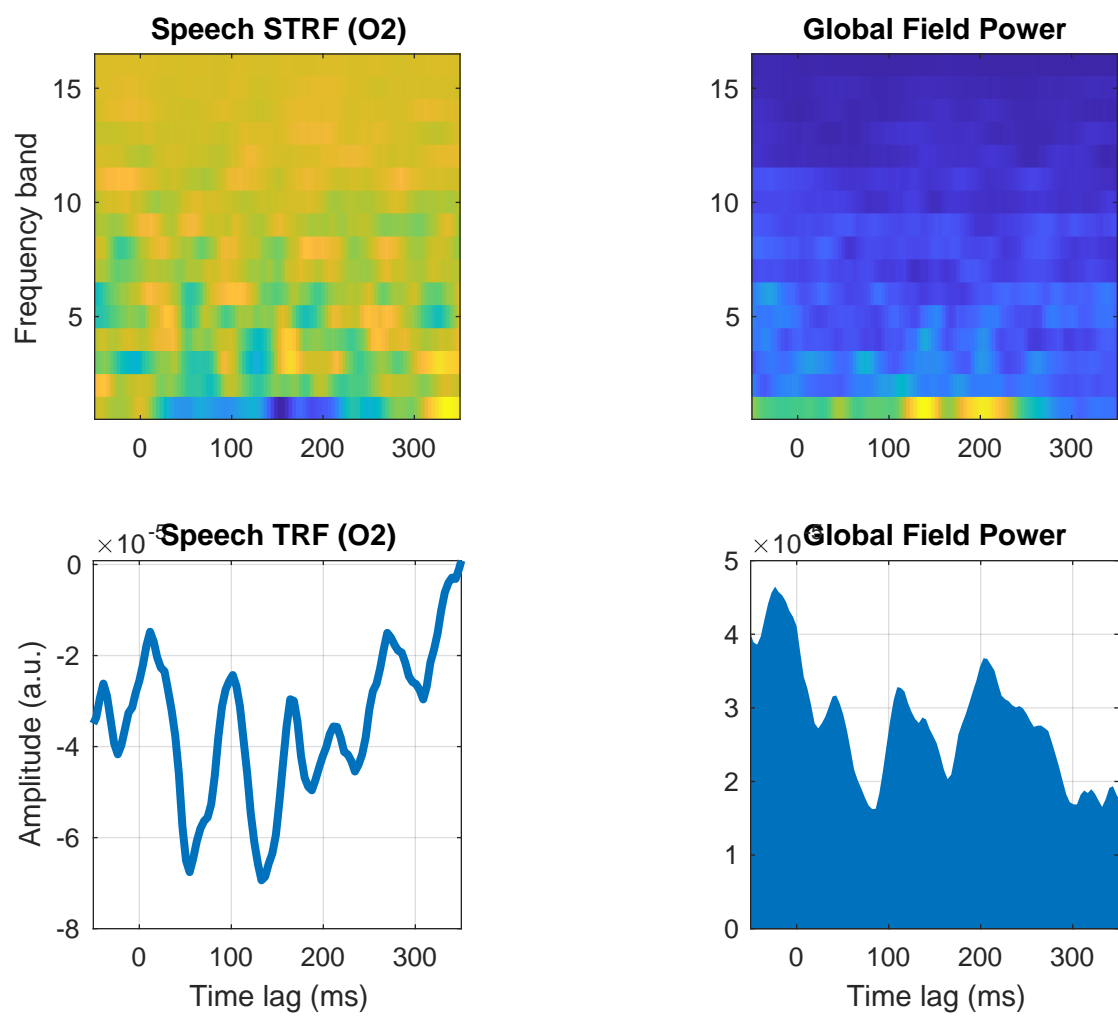 Speech STRF (O2)
Frequency band
15
10
5
0 100 200 300
Global Field Power
15
10
5
0 100 200 300
Speech TRF (O2)
×10-5
Amplitude (a.u.)
0
-2
-4
-6
-8
0 100 200 300
Time lag (ms)
Global Field Power
×10-5
5
4
3
2
1
0
0 100 200 300
Time lag (ms)